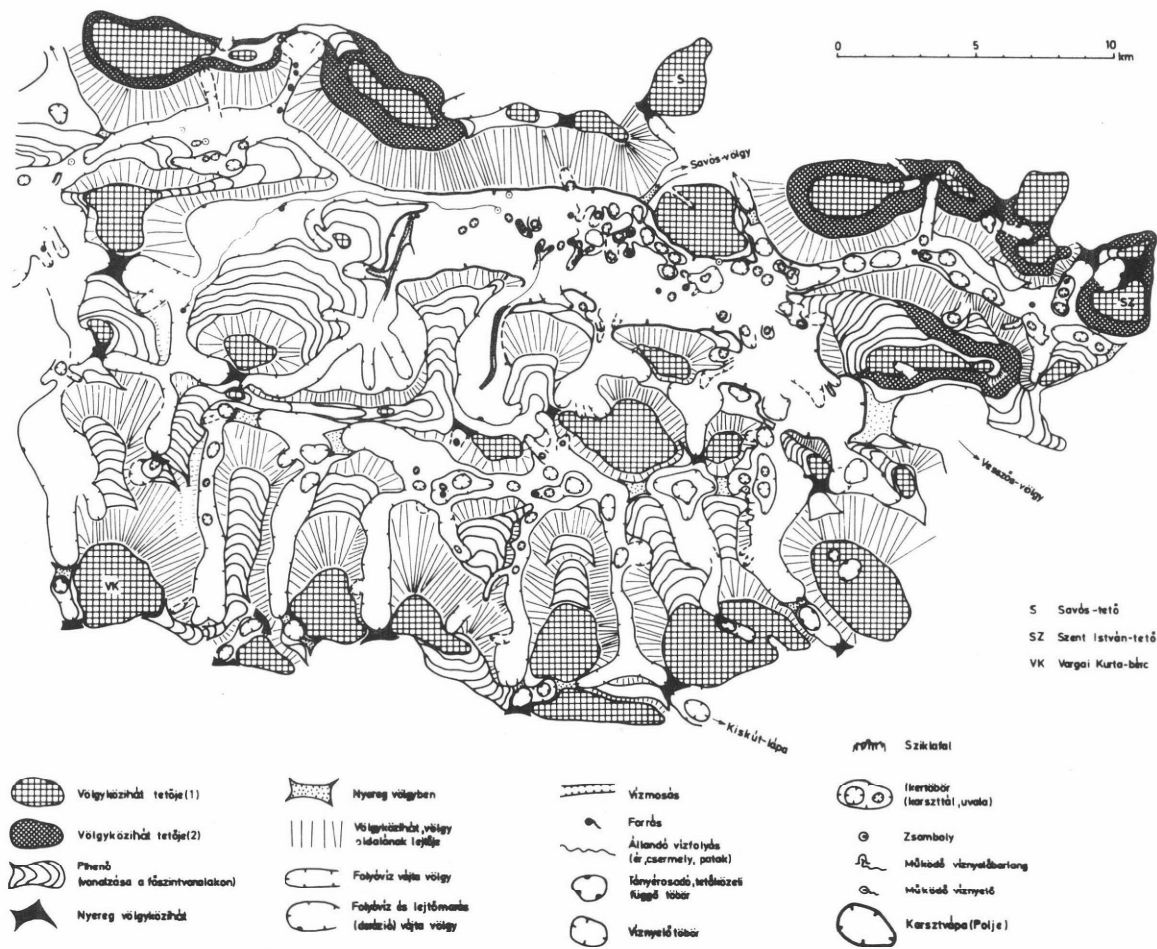 0 5 10
km
S
Savós-völgy
SZ
Vesszős-völgy
VK
S Savós-tető
SZ Szent István-tető
VK Vargai Kurta-bérc
Kiskút-lápa
Völgyközihát tetője(1)
Völgyközihát tetője(2)
Pihenő
(vonalzása a főszintvonalakon)
Nyereg völgyközihát
Nyereg völgyben
Völgyközihát, völgy
oldalának lejtője
Folyóvíz vájta völgy
Folyóvíz és lejtőmarás
(derázió) vájta völgy
Vízmosás
Forrás
Állandó vízfolyás
(ér, csermely, patak)
Tányérosodó, tetőközeli
függő töbör
Víznyelő töbör
Sziklafal
Ikertöbör
(karszttál, uvala)
Zsomboly
Működő víznyelőbarlang
Működő víznyelő
Karsztvápa (Polje)